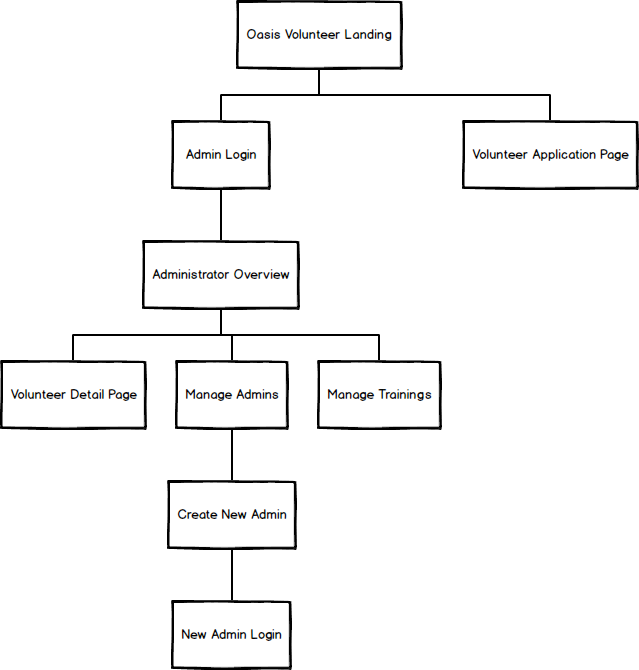 Oasis Volunteer Landing
Admin Login
Volunteer Application Page
Administrator Overview
Volunteer Detail Page
Manage Admins
Manage Trainings
Create New Admin
New Admin Login